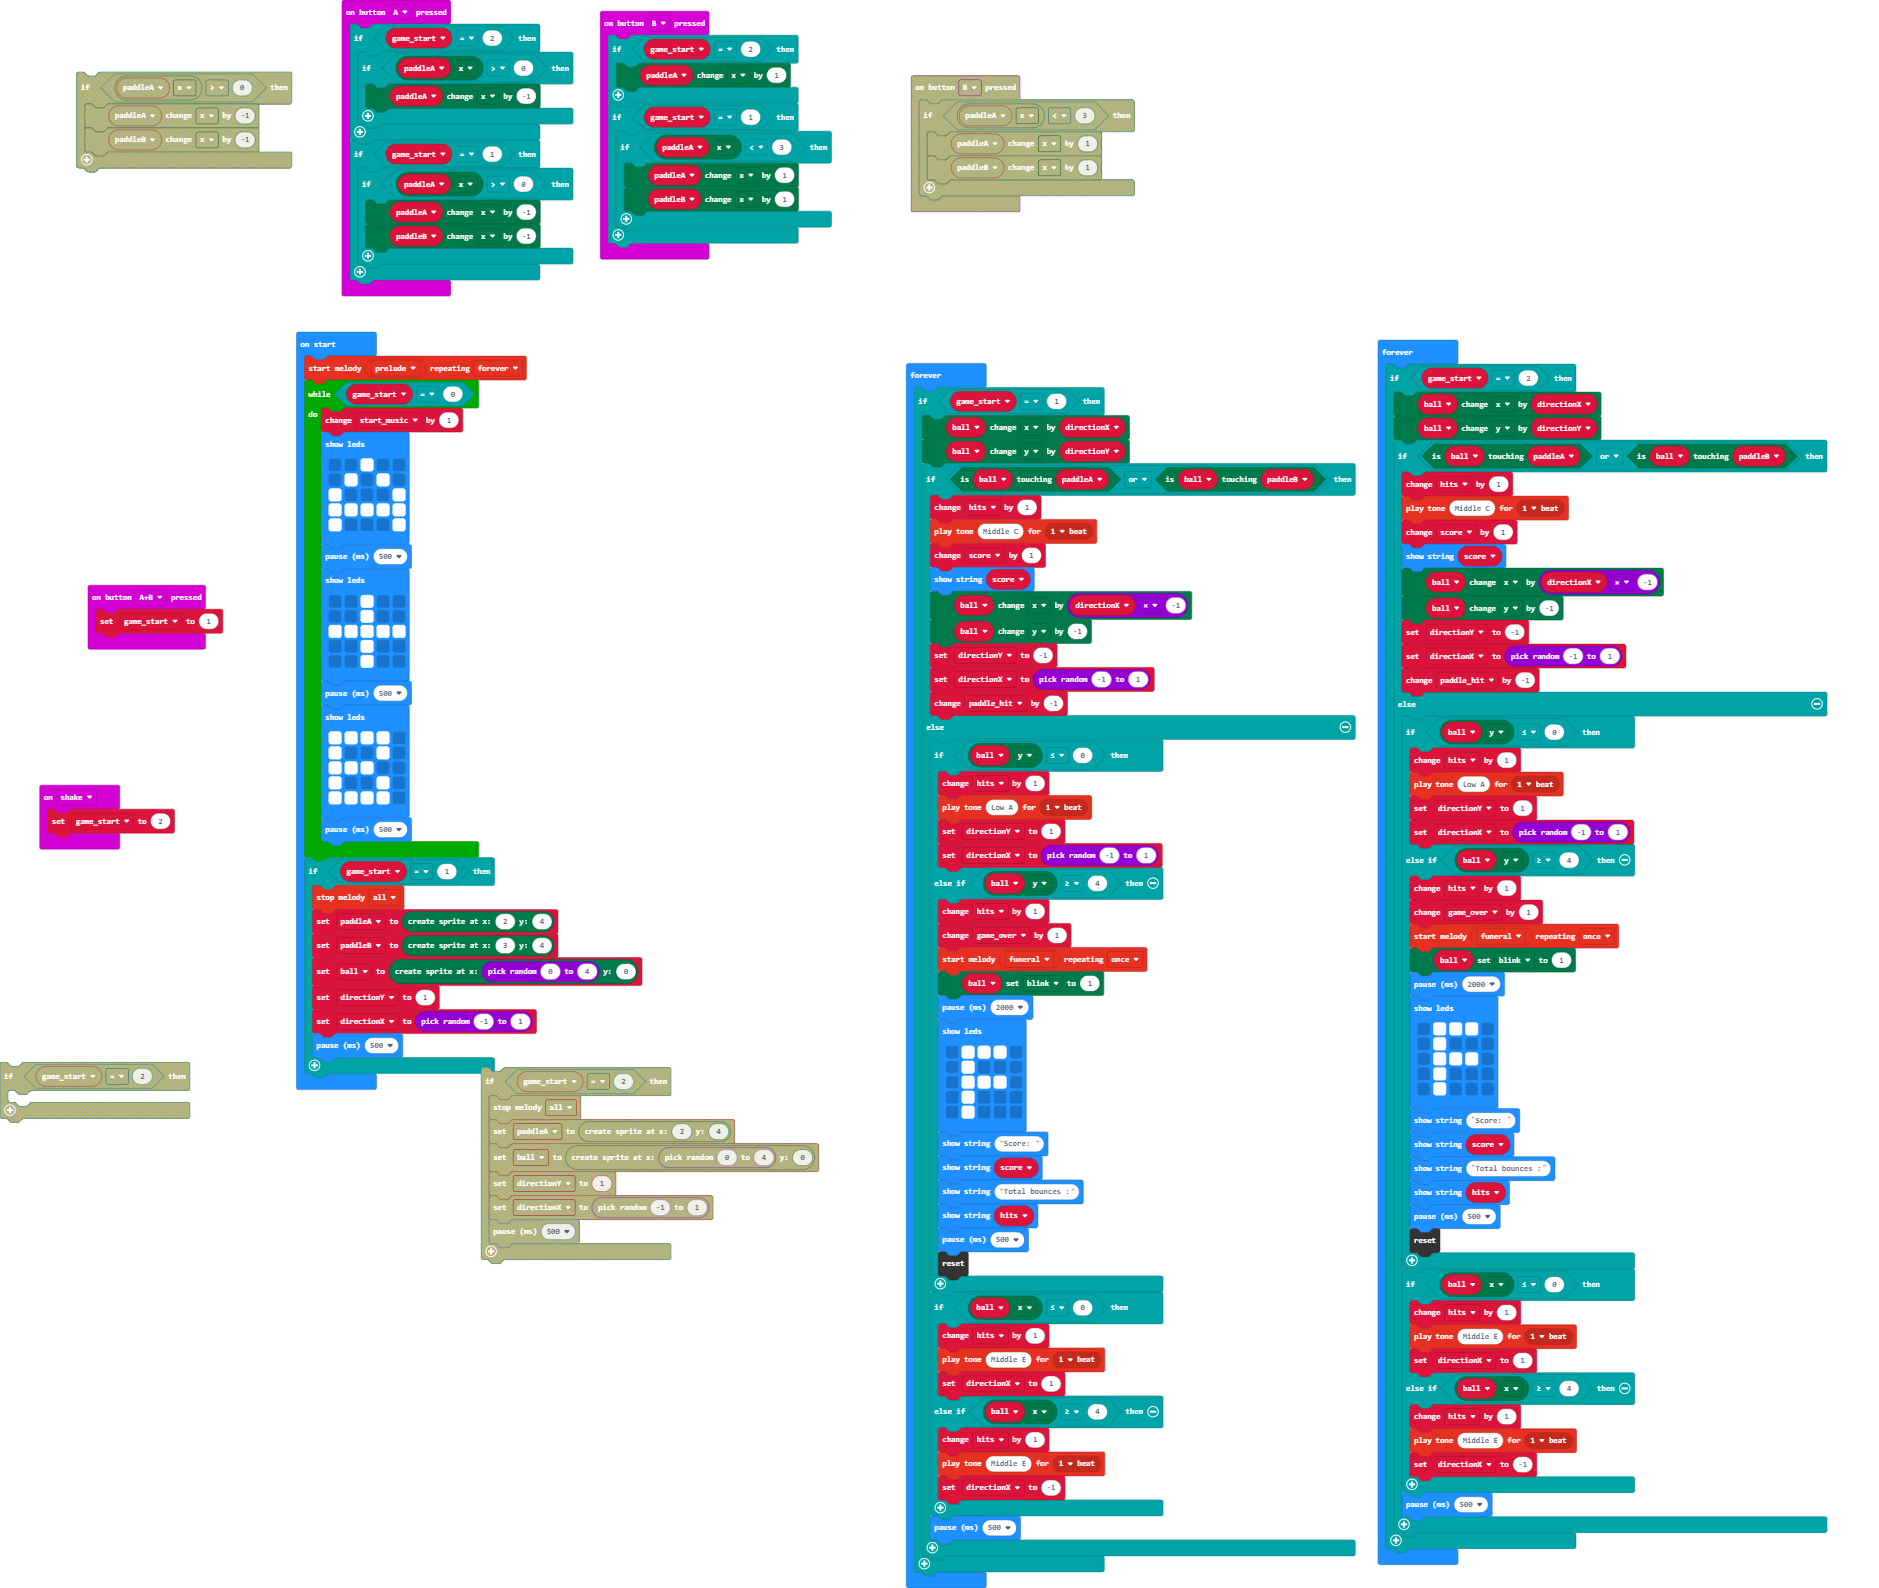 on button A pressed
if game_start = 2 then
if paddleA x > 0 then
paddleA change x by -1
if game_start = 1 then
if paddleA x > 0 then
paddleA change x by -1
paddleB change x by -1
on button B pressed
if game_start = 2 then
paddleA change x by 1
if game_start = 1 then
if paddleA x < 3 then
paddleA change x by 1
paddleB change x by 1
if paddleA x > 0 then
paddleA change x by -1
paddleB change x by -1
on button B pressed
if paddleA x < 3 then
paddleA change x by 1
paddleB change x by 1
on button A+B pressed
set game_start to 1
on shake
set game_start to 2
if game_start = 2 then
on start
start melody prelude repeating forever
while game_start = 0
do change start_music by 1
show leds
pause (ms) 500
show leds
pause (ms) 500
show leds
pause (ms) 500
if game_start = 1 then
stop melody all
set paddleA to create sprite at x: 2 y: 4
set paddleB to create sprite at x: 3 y: 4
set ball to create sprite at x: pick random 0 to 4 y: 0
set directionY to 1
set directionX to pick random -1 to 1
pause (ms) 500
if game_start = 2 then
stop melody all
set paddleA to create sprite at x: 2 y: 4
set ball to create sprite at x: pick random 0 to 4 y: 0
set directionY to 1
set directionX to pick random -1 to 1
pause (ms) 500
forever
if game_start = 1 then
ball change x by directionX
ball change y by directionY
if is ball touching paddleA or is ball touching paddleB then
change hits by 1
play tone Middle C for 1 beat
change score by 1
show string score
ball change x by directionX × -1
ball change y by -1
set directionY to -1
set directionX to pick random -1 to 1
change paddle_hit by -1
else
if ball y ≤ 0 then
change hits by 1
play tone Low A for 1 beat
set directionY to 1
set directionX to pick random -1 to 1
else if ball y ≥ 4 then
change hits by 1
change game_over by 1
start melody funeral repeating once
ball set blink to 1
pause (ms) 2000
show leds
show string "Score: "
show string score
show string "Total bounces :"
show string hits
pause (ms) 500
reset
if ball x ≤ 0 then
change hits by 1
play tone Middle E for 1 beat
set directionX to 1
else if ball x ≥ 4 then
change hits by 1
play tone Middle E for 1 beat
set directionX to -1
pause (ms) 500
forever
if game_start = 2 then
ball change x by directionX
ball change y by directionY
if is ball touching paddleA or is ball touching paddleB then
change hits by 1
play tone Middle C for 1 beat
change score by 1
show string score
ball change x by directionX × -1
ball change y by -1
set directionY to -1
set directionX to pick random -1 to 1
change paddle_hit by -1
else
if ball y ≤ 0 then
change hits by 1
play tone Low A for 1 beat
set directionY to 1
set directionX to pick random -1 to 1
else if ball y ≥ 4 then
change hits by 1
change game_over by 1
start melody funeral repeating once
ball set blink to 1
pause (ms) 2000
show leds
show string "Score: "
show string score
show string "Total bounces :"
show string hits
pause (ms) 500
reset
if ball x ≤ 0 then
change hits by 1
play tone Middle E for 1 beat
set directionX to 1
else if ball x ≥ 4 then
change hits by 1
play tone Middle E for 1 beat
set directionX to -1
pause (ms) 500